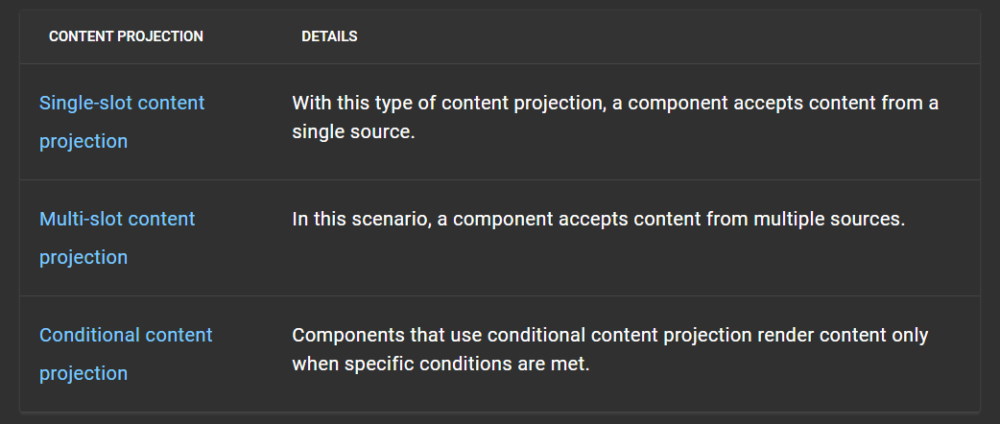 CONTENT PROJECTION DETAILS
Single-slot content projection
With this type of content projection, a component accepts content from a
single source.
Multi-slot content projection
In this scenario, a component accepts content from multiple sources.
Conditional content projection
Components that use conditional content projection render content only
when specific conditions are met.